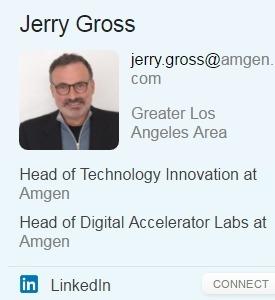 Jerry Gross
jerry.gross@amgen.
com
Greater Los
Angeles Area
Head of Technology Innovation at
Amgen
Head of Digital Accelerator Labs at
Amgen
in LinkedIn
CONNECT